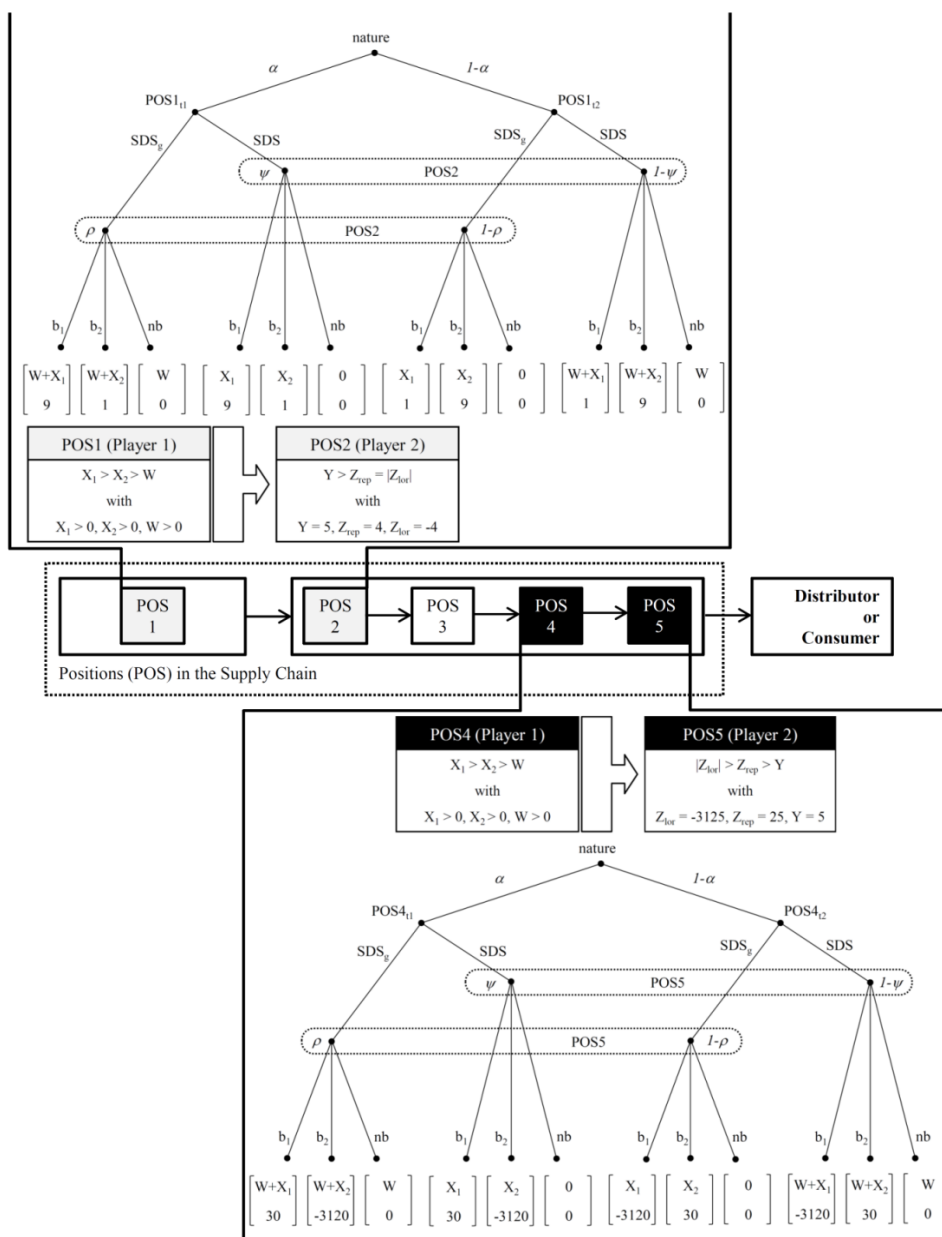 nature
α 1-α
POS1t1 POS1t2
SDSg SDS SDSg SDS
ψ POS2 1-ψ
ρ POS2 1-ρ
b1 b2 nb b1 b2 nb b1 b2 nb b1 b2 nb
W+X1 W+X2 W X1 X2 0 X1 X2 0 W+X1 W+X2 W
9 1 0 9 1 0 1 9 0 1 9 0
POS1 (Player 1)
X1 > X2 > W
with
X1 > 0, X2 > 0, W > 0
POS2 (Player 2)
Y > Zrep = |Zlor|
with
Y = 5, Zrep = 4, Zlor = -4
POS
1
POS
2
POS
3
POS
4
POS
5
Distributor
or
Consumer
Positions (POS) in the Supply Chain
POS4 (Player 1)
X1 > X2 > W
with
X1 > 0, X2 > 0, W > 0
POS5 (Player 2)
|Zlor| > Zrep > Y
with
Zlor = -3125, Zrep = 25, Y = 5
nature
α 1-α
POS4t1 POS4t2
SDSg SDS SDSg SDS
ψ POS5 1-ψ
ρ POS5 1-ρ
b1 b2 nb b1 b2 nb b1 b2 nb b1 b2 nb
W+X1 W+X2 W X1 X2 0 X1 X2 0 W+X1 W+X2 W
30 -3120 0 30 -3120 0 -3120 30 0 -3120 30 0